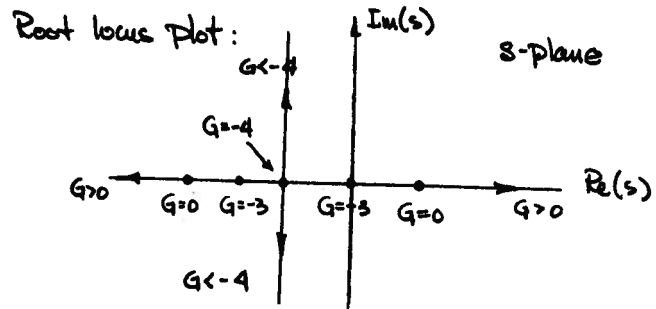 Root locus plot:
Im(s)
s-plane
G<-4
G=-4
G>0
G=0
G=-3
G=-3
G=0
G>0
Re(s)
G<-4